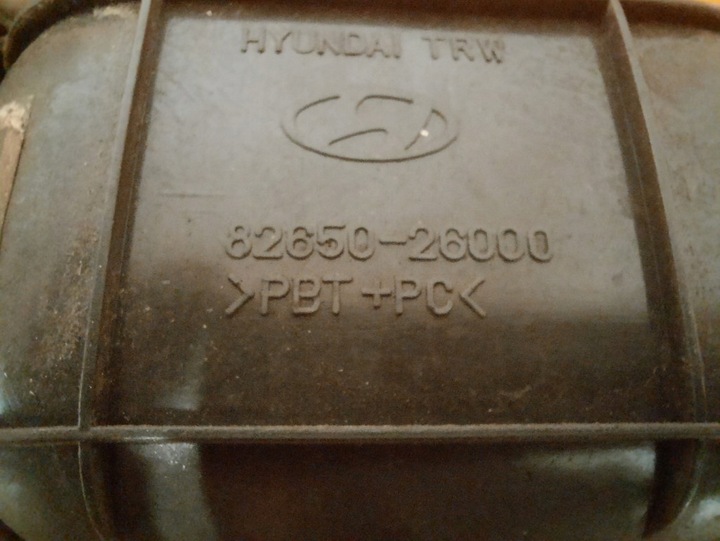 HYUNDAI TRW
82650-26000
>PBT+PC<